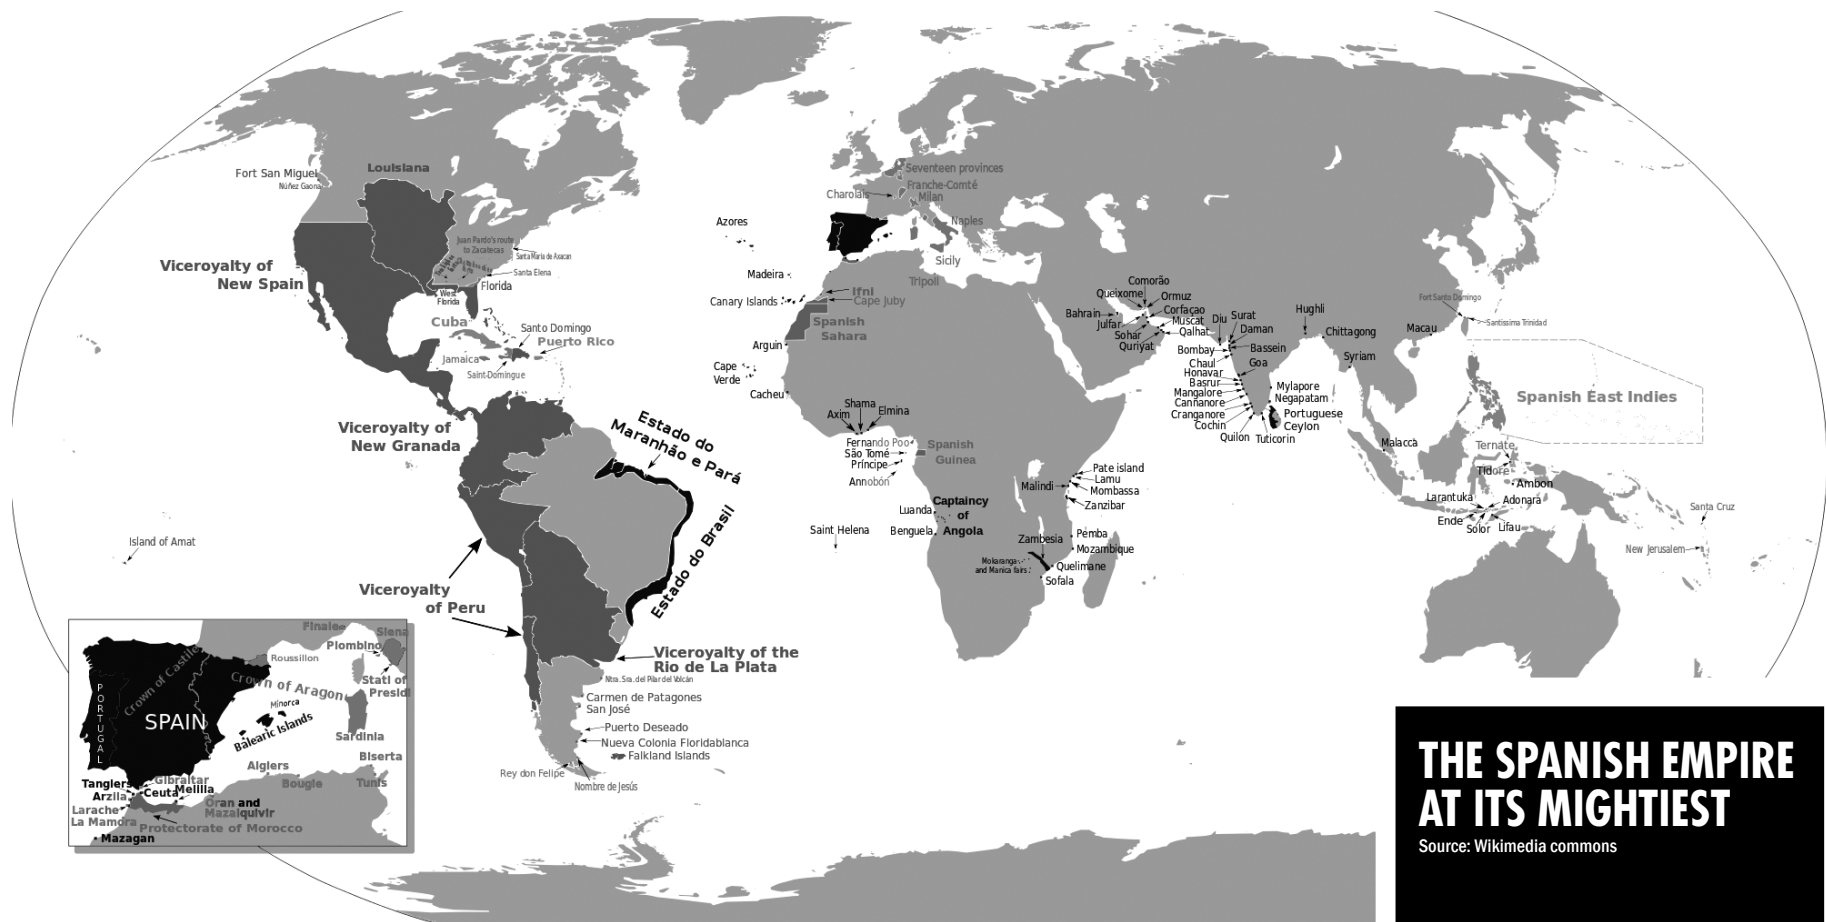 Fort San Miguel
Núñez Gaona
Louisiana
Juan Pardo's route
to Zacatecas
Santa Maria de Axacan
Santa Elena
Viceroyalty of
New Spain
West
Florida
Florida
Cuba
Santo Domingo
Puerto Rico
Jamaica
Saint-Domingue
Viceroyalty of
New Granada
Estado do
Maranhão e Pará
Estado do Brasil
Island of Amat
Viceroyalty
of Peru
Viceroyalty of the
Rio de La Plata
Ntra. Sra. del Pilar del Volcán
Carmen de Patagones
San José
Puerto Deseado
Nueva Colonia Floridablanca
Falkland Islands
Rey don Felipe
Nombre de Jesús
Azores
Madeira
Canary Islands
Arguin
Cape
Verde
Cacheu
Seventeen provinces
Franche-Comté
Charolais
Milan
Naples
Sicily
Tripoli
Ifni
Cape Juby
Spanish
Sahara
Shama
Axim
Elmina
Fernando Poo
São Tomé
Príncipe
Annobón
Spanish
Guinea
Saint Helena
Luanda
Benguela
Captaincy
of
Angola
Pate island
Lamu
Malindi
Mombassa
Zanzibar
Zambesia
Pemba
Mozambique
Mokaranga
and Manica fairs
Quelimane
Sofala
Comorão
Queixome
Ormuz
Bahrain
Corfaçao
Julfar
Muscat
Sohar
Qalhat
Quriyat
Diu
Surat
Daman
Bombay
Bassein
Chaul
Goa
Honavar
Basrur
Mangalore
Cannanore
Cranganore
Cochin
Quilon
Tuticorin
Mylapore
Negapatam
Portuguese
Ceylon
Hughli
Chittagong
Syriam
Macau
Fort Santo Domingo
Santissima Trinidad
Spanish East Indies
Malacca
Ternate
Tidore
Ambon
Larantuka
Adonara
Ende
Solor
Lifau
Santa Cruz
New Jerusalem
Finale
Siena
Piombino
Roussillon
Stati of
Presidi
Crown of Castile
Crown of Aragon
PORTUGAL
SPAIN
Minorca
Balearic Islands
Sardinia
Biserta
Algiers
Bougie
Tunis
Tangiers
Gibraltar
Ceuta
Melilla
Arzila
Larache
La Mamora
Oran and
Mazalquivir
Protectorate of Morocco
Mazagan
THE SPANISH EMPIRE
AT ITS MIGHTIEST
Source: Wikimedia commons